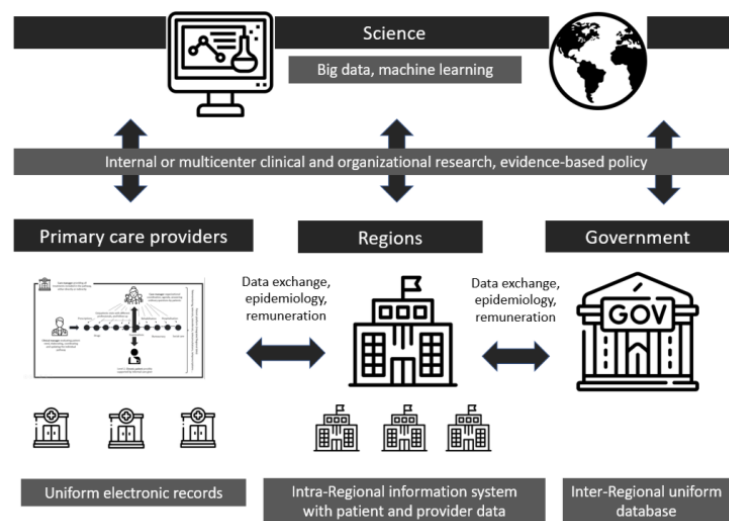 Science
Big data, machine learning
Internal or multicenter clinical and organizational research, evidence-based policy
Primary care providers
Regions
Government
Data exchange,
epidemiology,
remuneration
Data exchange,
epidemiology,
remuneration
GOV
Uniform electronic records
Intra-Regional information system
with patient and provider data
Inter-Regional uniform
database